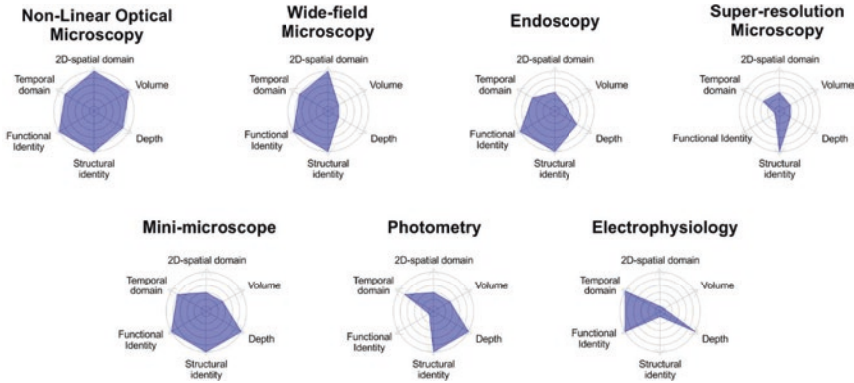 Non-Linear Optical
Microscopy
2D-spatial domain
Temporal
domain
Volume
Functional
Identity
Depth
Structural
identity
Wide-field
Microscopy
2D-spatial domain
Temporal
domain
Volume
Functional
Identity
Depth
Structural
identity
Endoscopy
2D-spatial domain
Temporal
domain
Volume
Functional
Identity
Depth
Structural
identity
Super-resolution
Microscopy
2D-spatial domain
Temporal
domain
Volume
Functional Identity
Depth
Structural
identity
Mini-microscope
2D-spatial domain
Temporal
domain
Volume
Functional
Identity
Depth
Structural
identity
Photometry
2D-spatial domain
Temporal
domain
Volume
Functional
Identity
Depth
Structural
identity
Electrophysiology
2D-spatial domain
Temporal
domain
Volume
Functional
Identity
Depth
Structural
identity